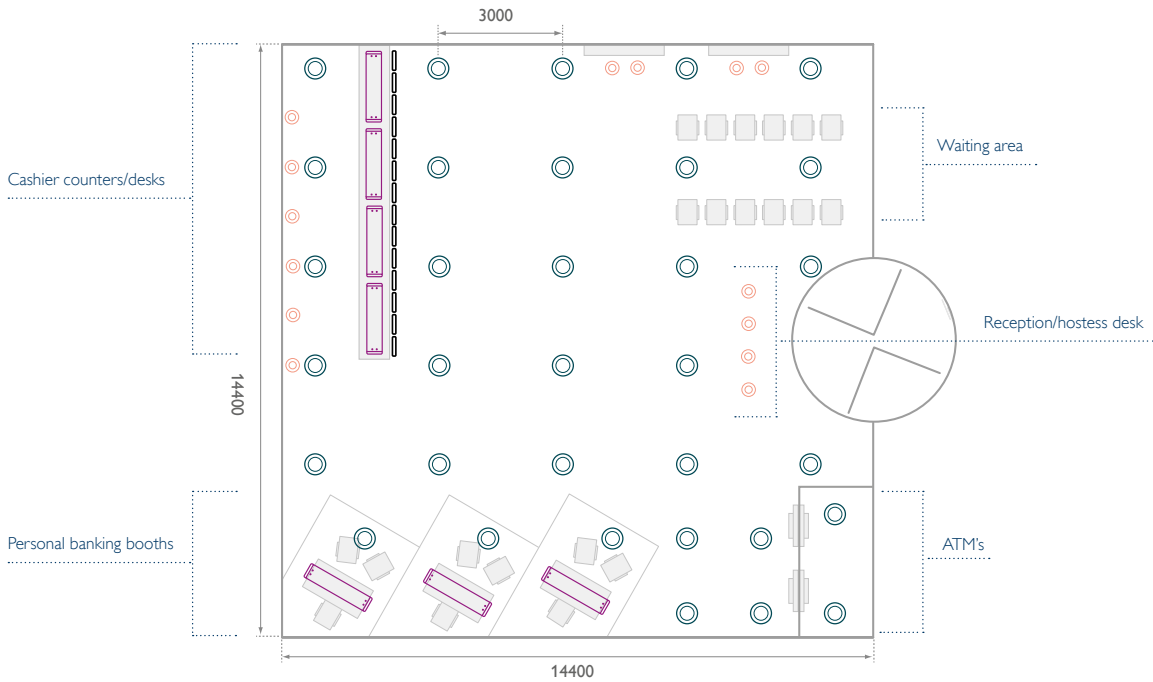 3000
Waiting area
Cashier counters/desks
Reception/hostess desk
14400
Personal banking booths
ATM's
14400